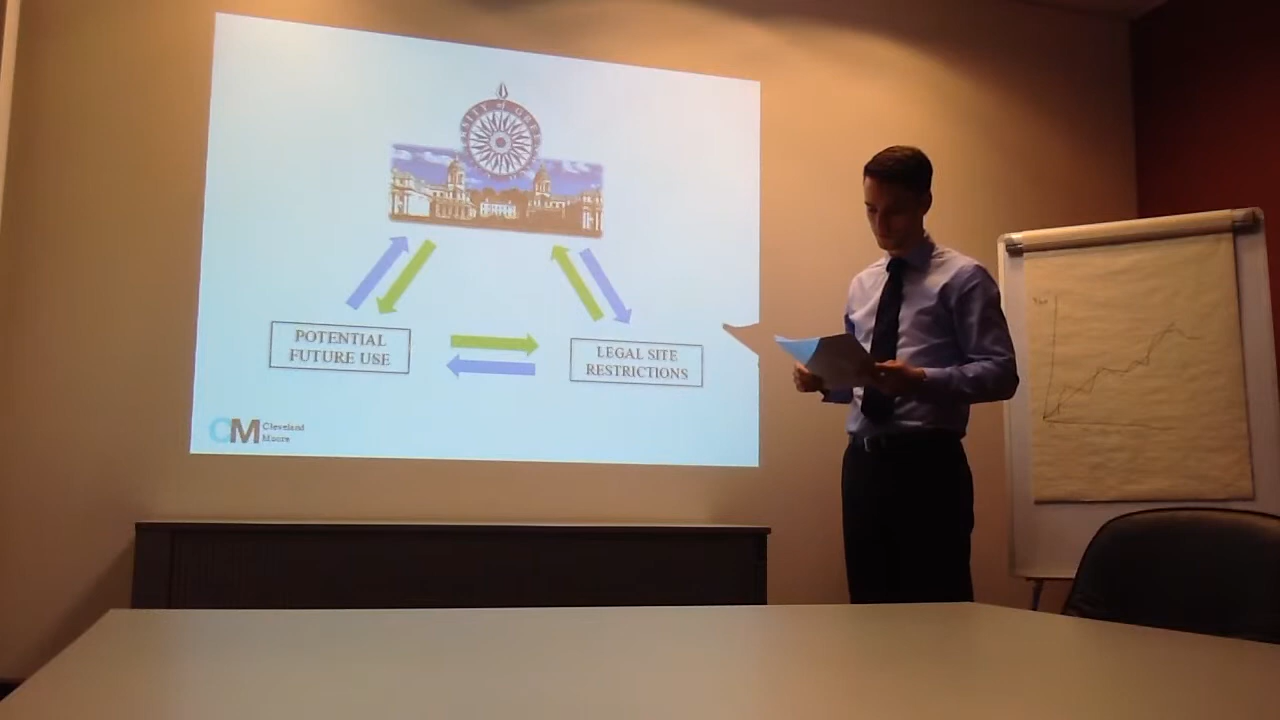 POTENTIAL
FUTURE USE
LEGAL SITE
RESTRICTIONS
CM Cleveland
Moore